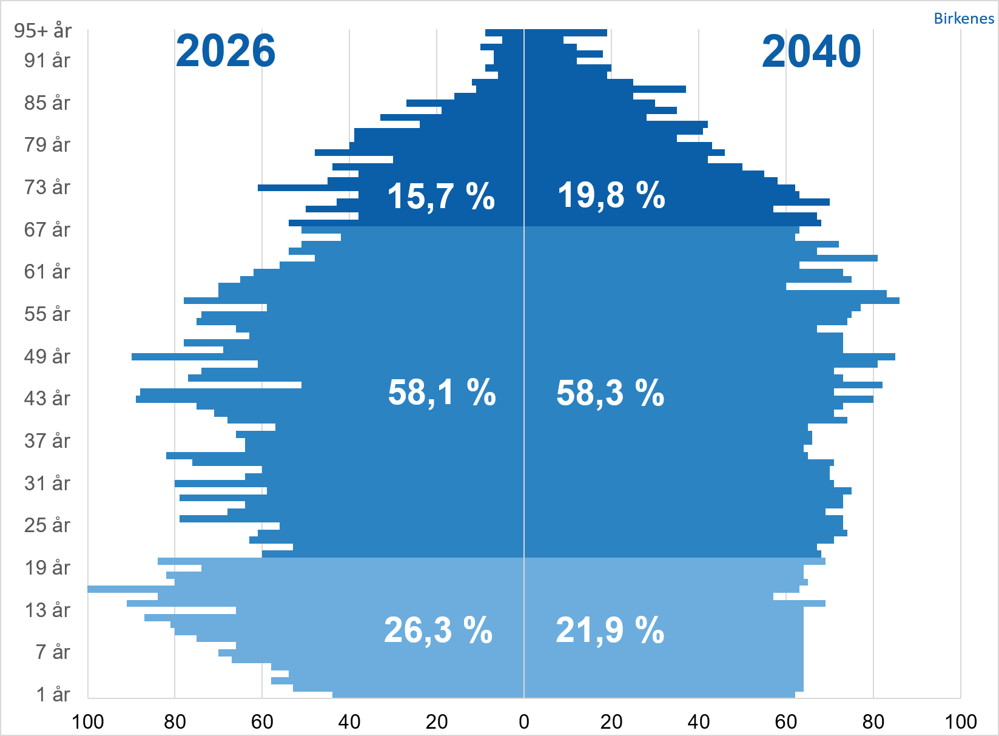 Birkenes
2026
2040
95+ år
91 år
85 år
79 år
73 år
67 år
61 år
55 år
49 år
43 år
37 år
31 år
25 år
19 år
13 år
7 år
1 år
15,7 %
19,8 %
58,1 %
58,3 %
26,3 %
21,9 %
100 80 60 40 20 0 20 40 60 80 100